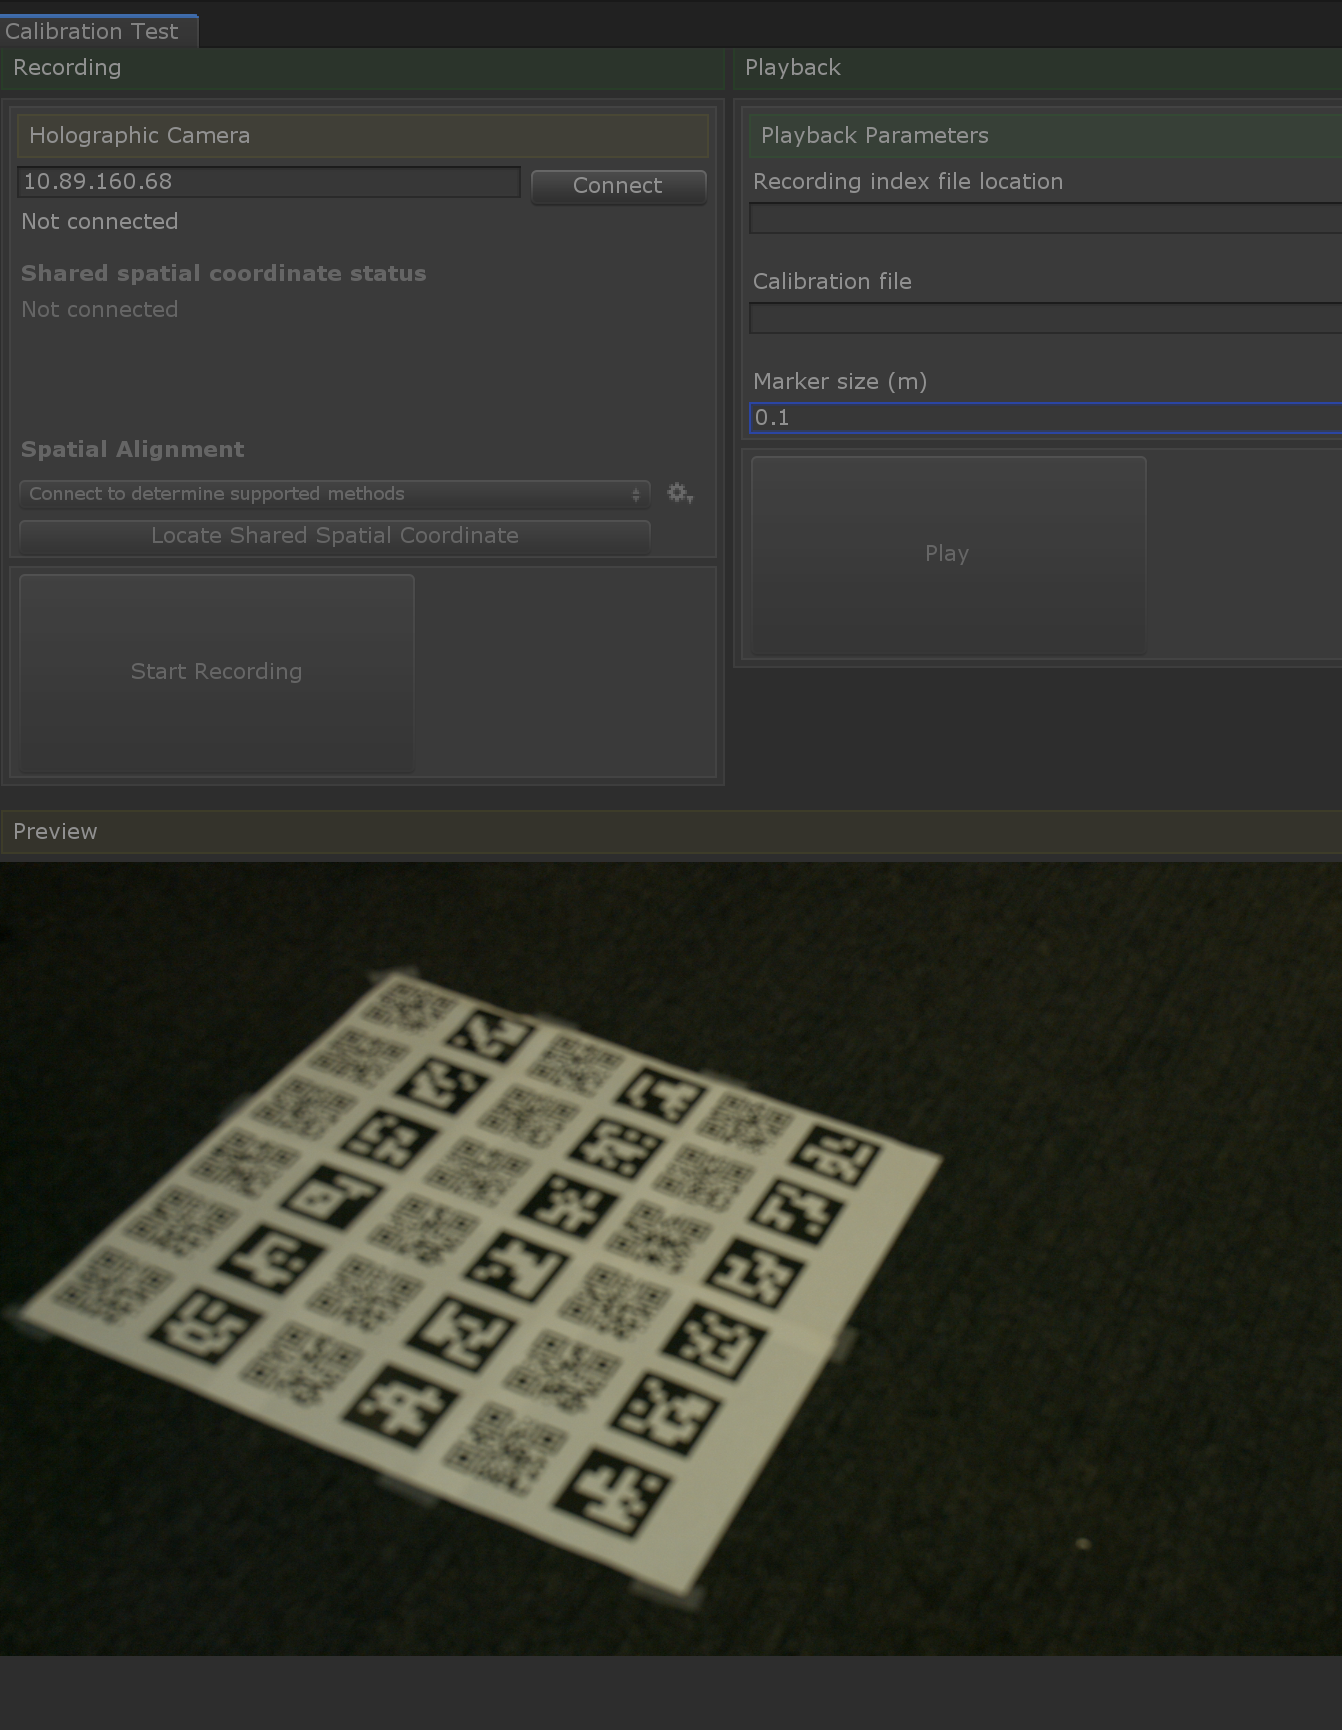 Calibration Test
Recording
Holographic Camera
10.89.160.68
Connect
Not connected
Shared spatial coordinate status
Not connected
Spatial Alignment
Connect to determine supported methods
Locate Shared Spatial Coordinate
Start Recording
Playback
Playback Parameters
Recording index file location
Calibration file
Marker size (m)
0.1
Play
Preview